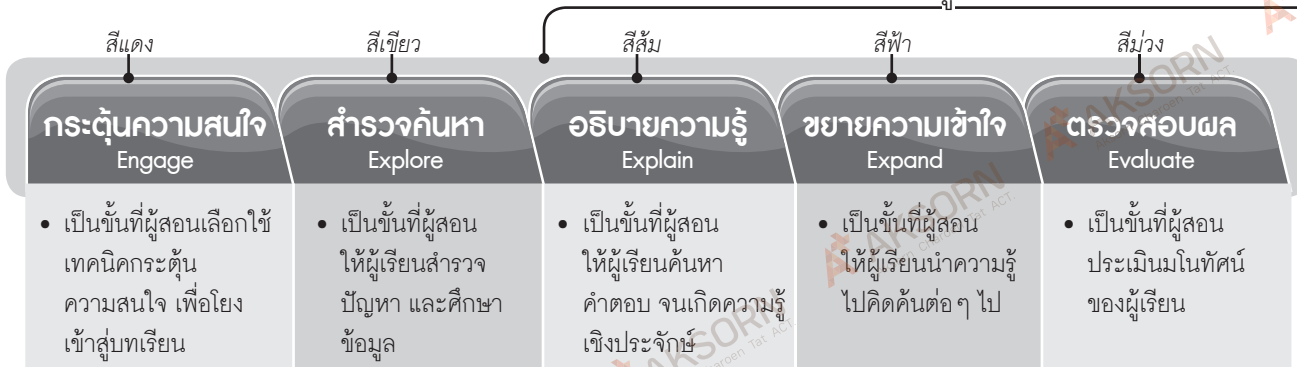 สีแดง
สีเขียว
สีส้ม
สีฟ้า
สีม่วง
กระตุ้นความสนใจ
Engage
สำรวจค้นหา
Explore
อธิบายความรู้
Explain
ขยายความเข้าใจ
Expand
ตรวจสอบผล
Evaluate
• เป็นขั้นที่ผู้สอนเลือกใช้
เทคนิคกระตุ้น
ความสนใจ เพื่อโยง
เข้าสู่บทเรียน
• เป็นขั้นที่ผู้สอน
ให้ผู้เรียนสำรวจ
ปัญหา และศึกษา
ข้อมูล
• เป็นขั้นที่ผู้สอน
ให้ผู้เรียนค้นหา
คำตอบ จนเกิดความรู้
เชิงประจักษ์
• เป็นขั้นที่ผู้สอน
ให้ผู้เรียนนำความรู้
ไปคิดค้นต่อๆ ไป
• เป็นขั้นที่ผู้สอน
ประเมินมโนทัศน์
ของผู้เรียน
AKSORN
Charoen Tat ACT.
AKSORN
Charoen Tat ACT.
AKSORN
Charoen Tat ACT.